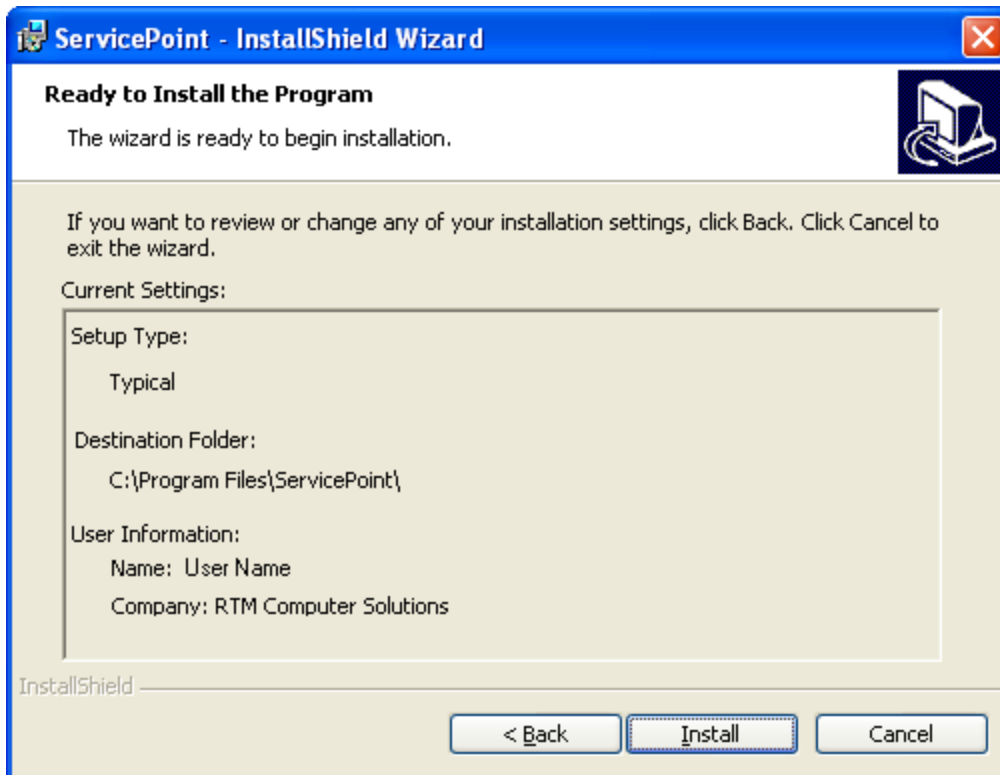 ServicePoint - InstallShield Wizard
Ready to Install the Program
The wizard is ready to begin installation.
If you want to review or change any of your installation settings, click Back. Click Cancel to
exit the wizard.
Current Settings:
Setup Type:
Typical
Destination Folder:
C:\Program Files\ServicePoint\
User Information:
Name: User Name
Company: RTM Computer Solutions
InstallShield
< Back
Install
Cancel